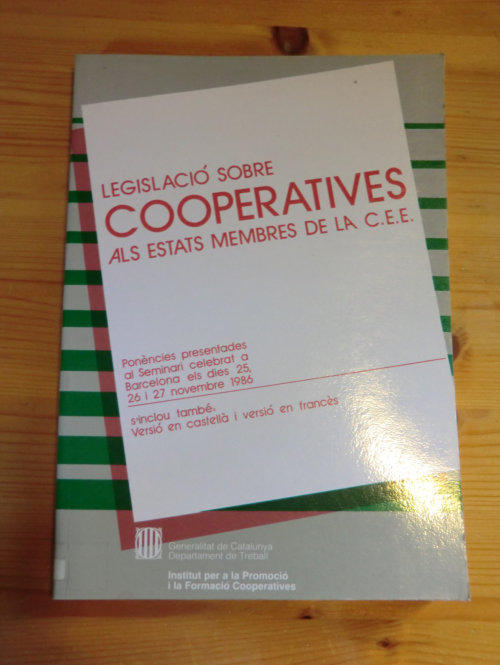 LEGISLACIÓ SOBRE
COOPERATIVES
ALS ESTATS MEMBRES DE LA C.E.E.
Ponències presentades
al Seminari celebrat a
Barcelona els dies 25,
26 i 27 novembre 1986
s'inclou també:
Versió en castellà i versió en francès
Generalitat de Catalunya
Departament de Treball
Institut per a la Promoció
i la Formació Cooperatives